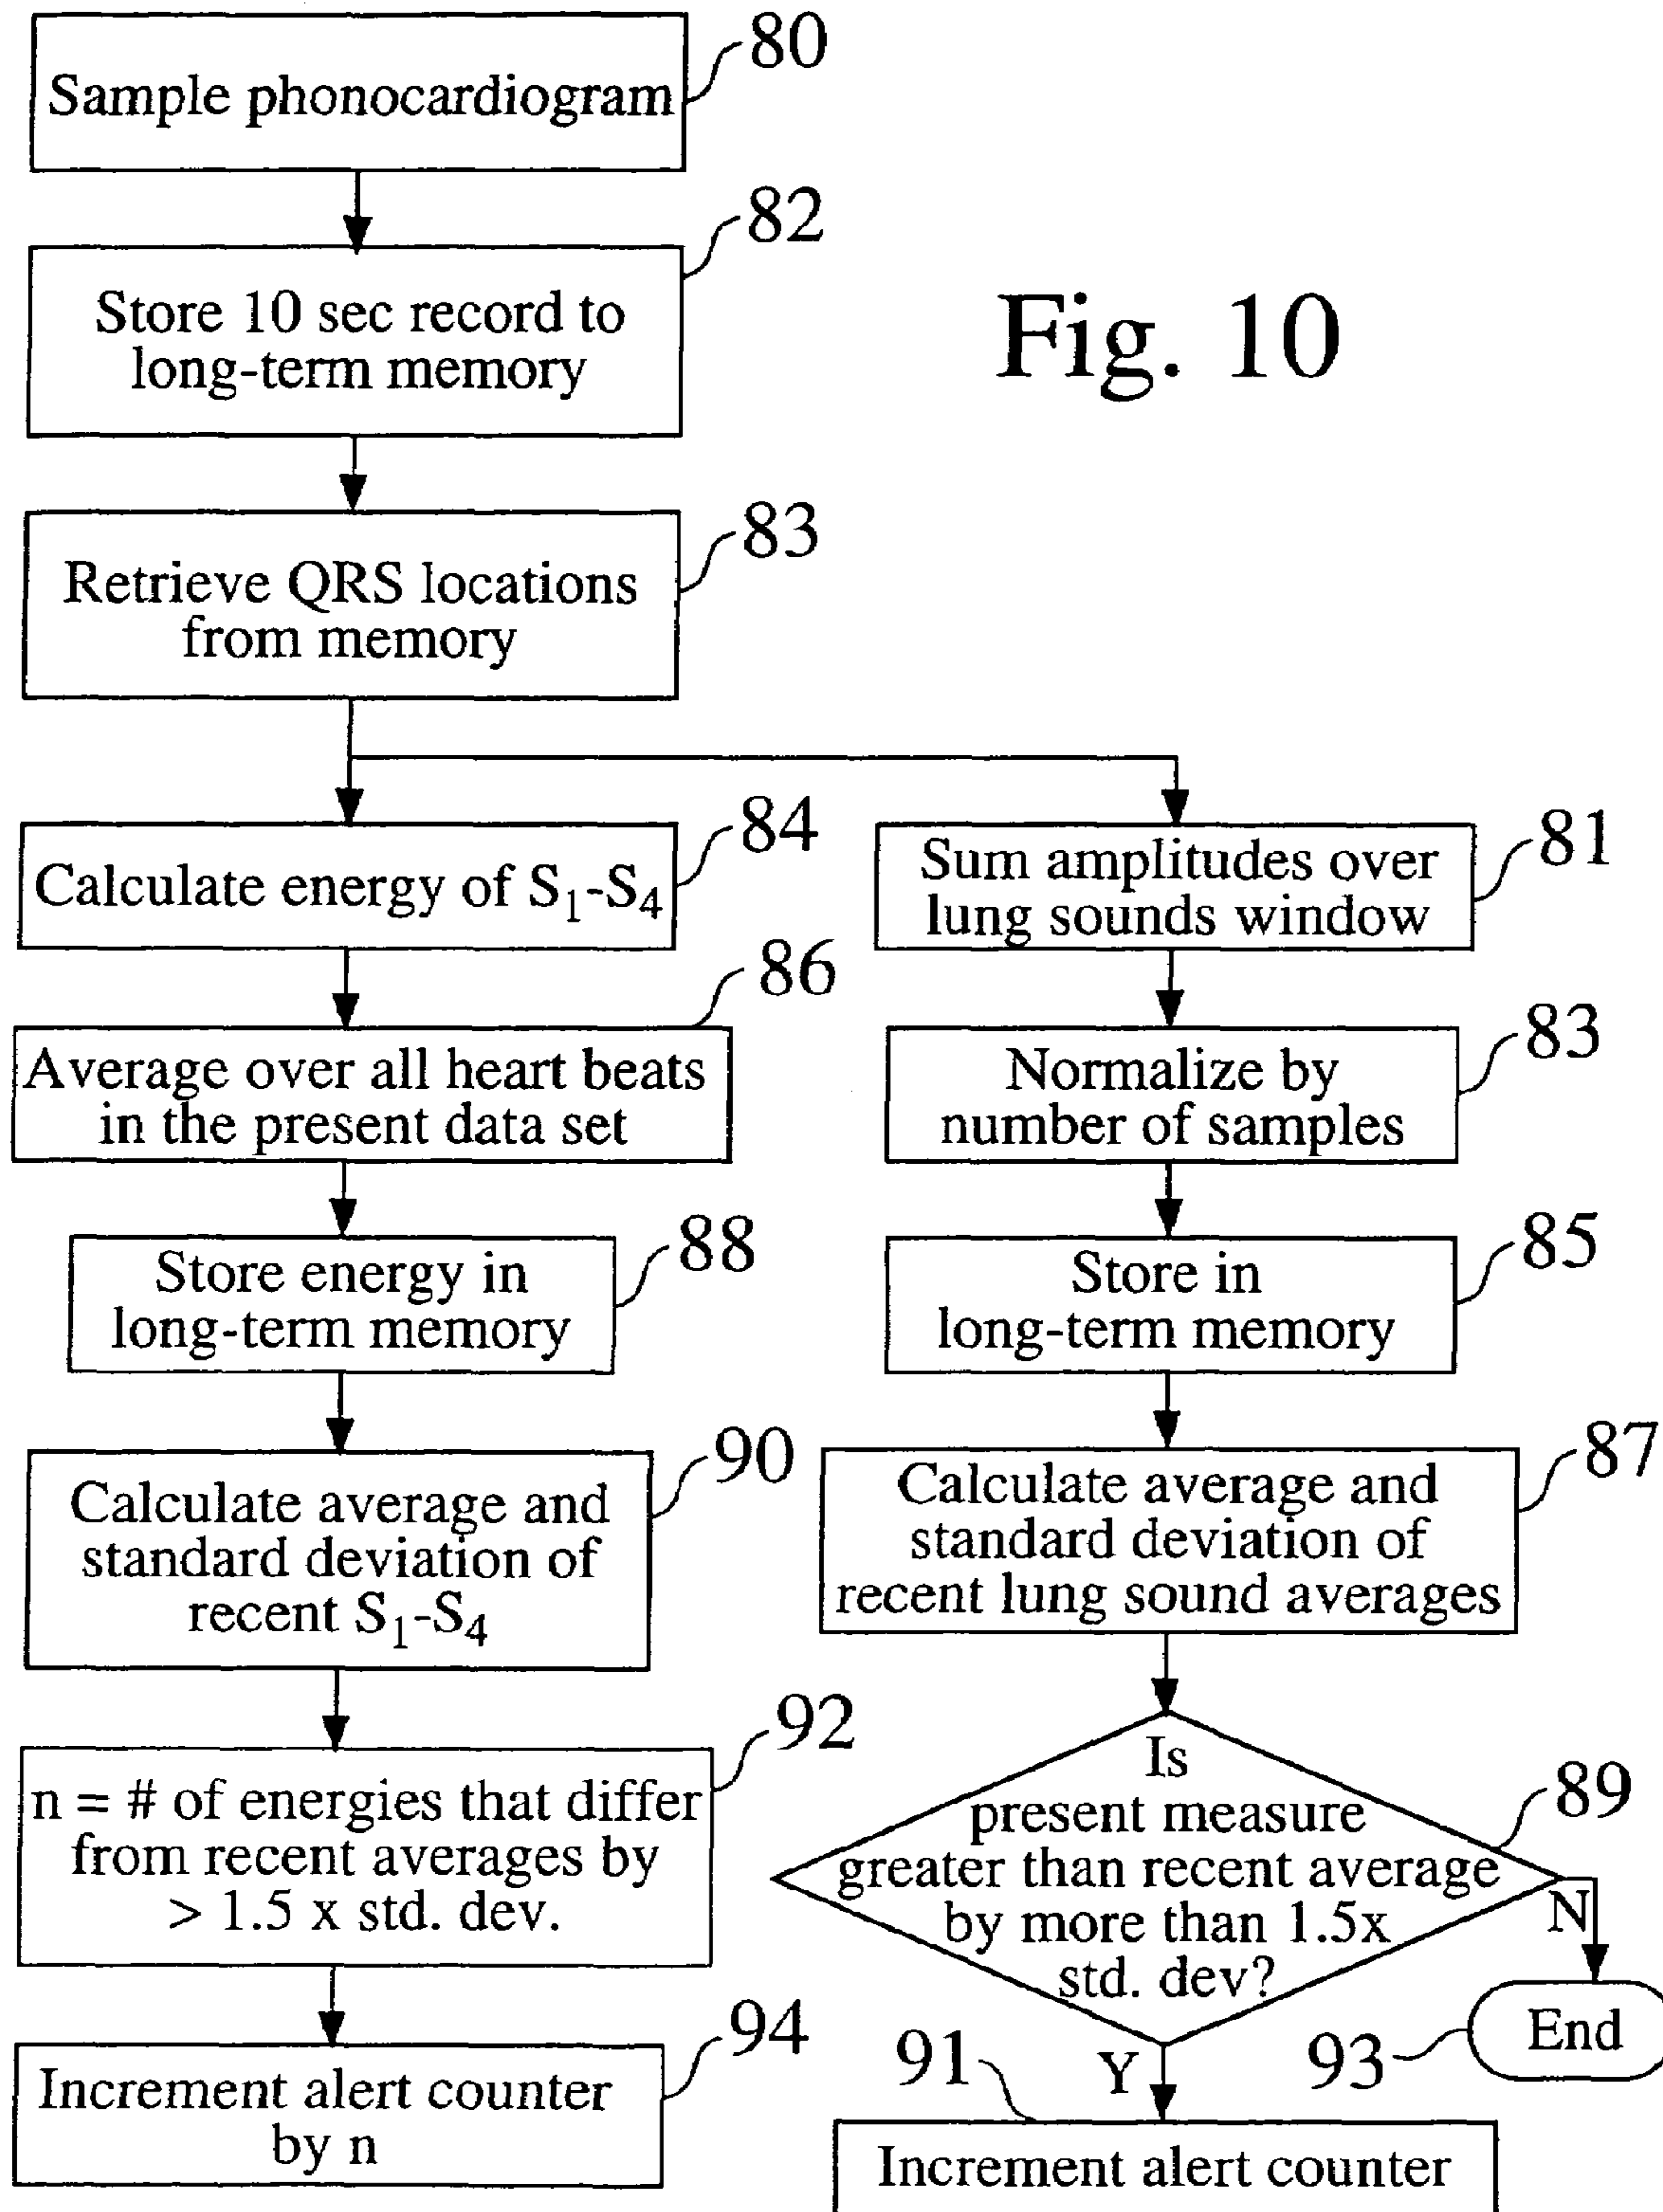 80
Sample phonocardiogram
82
Store 10 sec record to
long-term memory
Fig. 10
83
Retrieve QRS locations
from memory
84
Calculate energy of S₁-S₄
86
Average over all heart beats
in the present data set
88
Store energy in
long-term memory
90
Calculate average and
standard deviation of
recent S₁-S₄
92
n = # of energies that differ
from recent averages by
> 1.5 x std. dev.
94
Increment alert counter
by n
81
Sum amplitudes over
lung sounds window
83
Normalize by
number of samples
85
Store in
long-term memory
87
Calculate average and
standard deviation of
recent lung sound averages
89
Is
present measure
greater than recent average
by more than 1.5x
std. dev?
N
End
93
Y
91
Increment alert counter